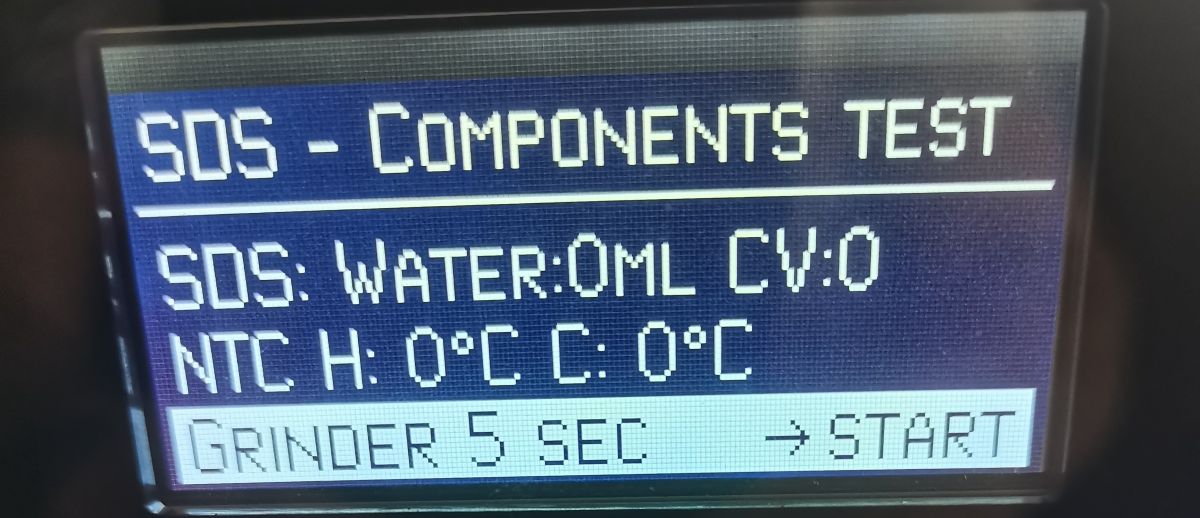 SDS - COMPONENTS TEST
SDS: WATER:0ML CV:0
NTC H: 0°C C: 0°C
GRINDER 5 SEC → START